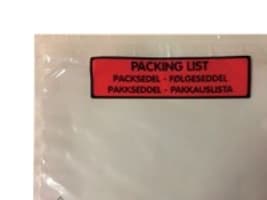 PACKING LIST
PACKSEDEL - FØLGESEDDEL
PAKKSEDDEL - PAKKAUSLISTA